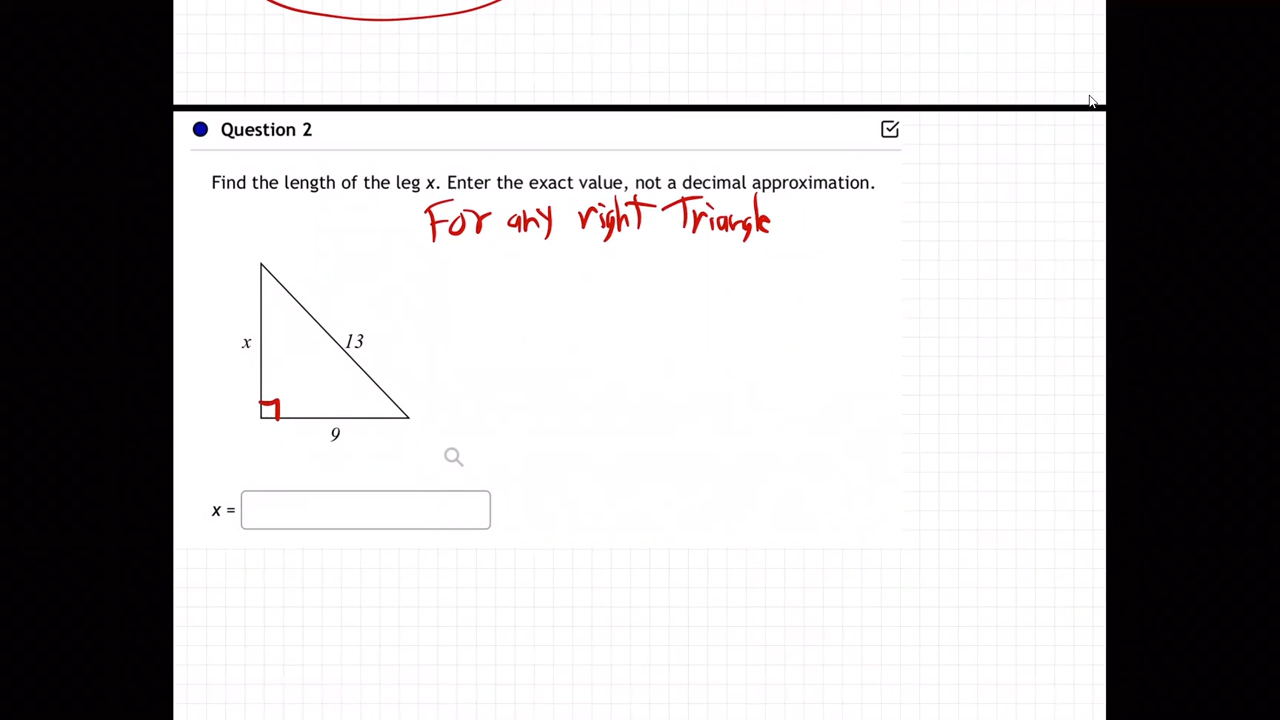 Question 2
Find the length of the leg x. Enter the exact value, not a decimal approximation.
For any right Triangle
x
13
9
x =